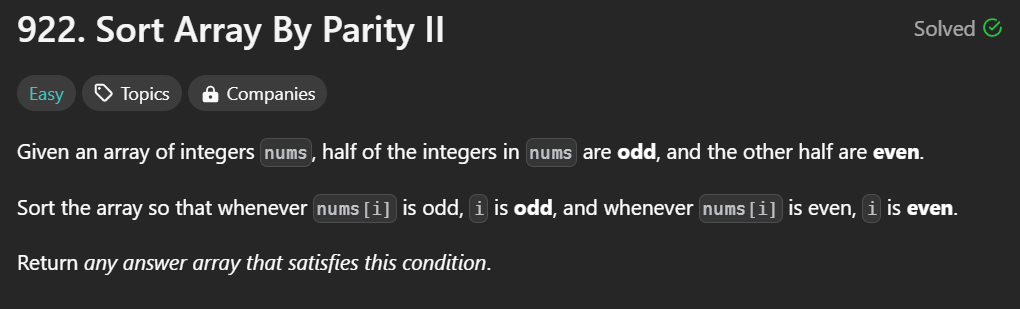 922. Sort Array By Parity II
Solved
Easy Topics Companies
Given an array of integers nums, half of the integers in nums are odd, and the other half are even.
Sort the array so that whenever nums[i] is odd, i is odd, and whenever nums[i] is even, i is even.
Return any answer array that satisfies this condition.